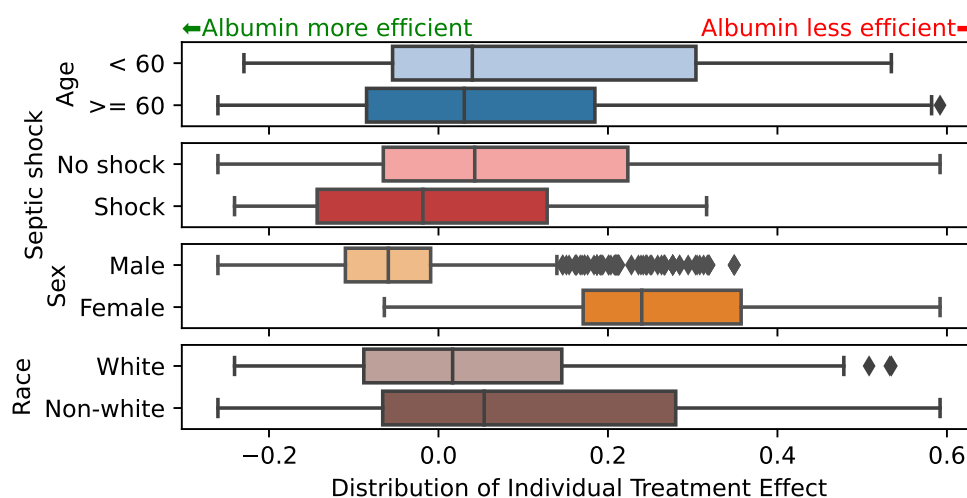 ⬅Albumin more efficient
Albumin less efficient
Age
< 60
>= 60
Septic shock
No shock
Shock
Sex
Male
Female
Race
White
Non-white
−0.2 0.0 0.2 0.4 0.6
Distribution of Individual Treatment Effect